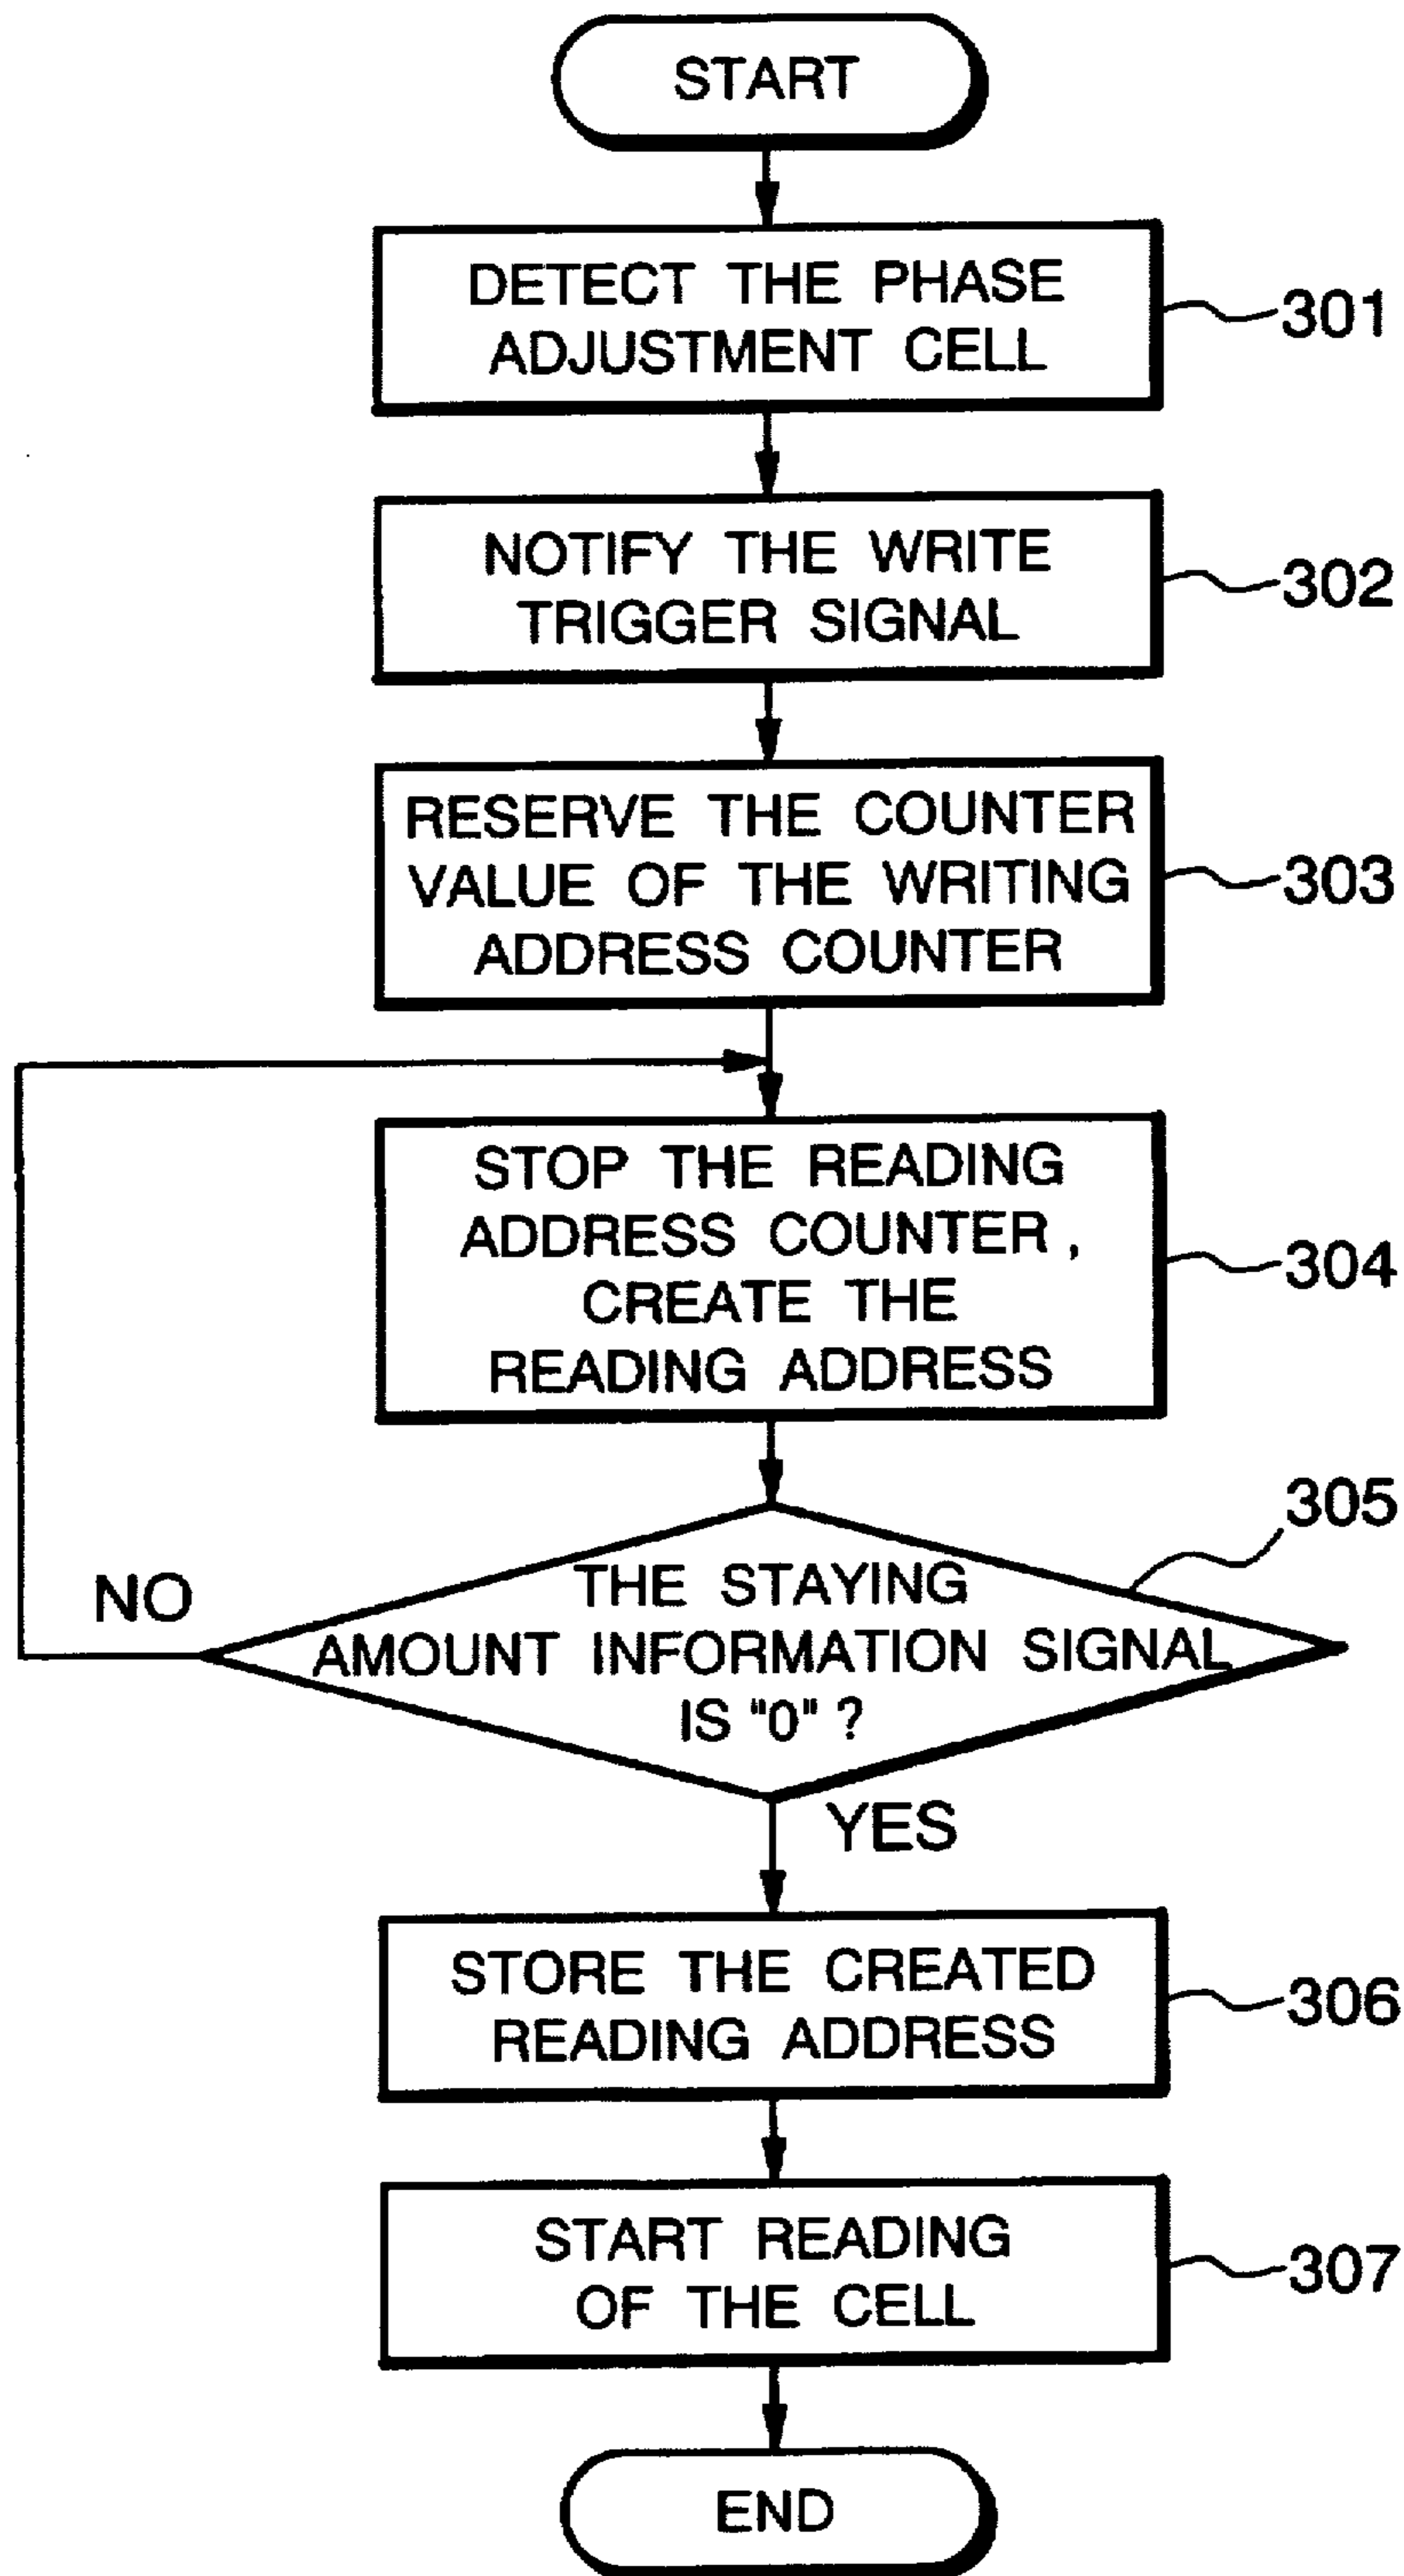 START
DETECT THE PHASE
ADJUSTMENT CELL
301
NOTIFY THE WRITE
TRIGGER SIGNAL
302
RESERVE THE COUNTER
VALUE OF THE WRITING
ADDRESS COUNTER
303
STOP THE READING
ADDRESS COUNTER,
CREATE THE
READING ADDRESS
304
305
THE STAYING
AMOUNT INFORMATION SIGNAL
IS "0" ?
NO
YES
STORE THE CREATED
READING ADDRESS
306
START READING
OF THE CELL
307
END